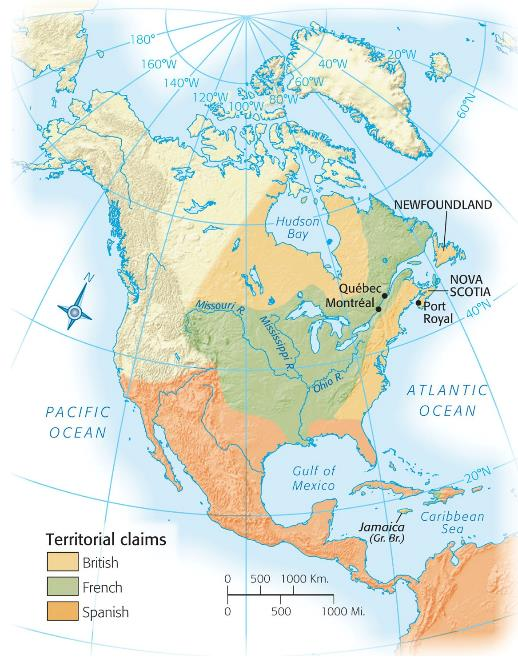 180°
20°W
160°W
40°W
140°W
60°W
120°W
80°W
100°W
60°N
NEWFOUNDLAND
Hudson
Bay
N
Québec
NOVA
SCOTIA
Montréal
Port
Royal
Missouri R.
40°N
Mississippi R.
Ohio R.
ATLANTIC
OCEAN
PACIFIC
OCEAN
Gulf of
Mexico
20°N
Jamaica
(Gr. Br.)
Caribbean
Sea
Territorial claims
British
French
Spanish
0 500 1000 Km.
0 500 1000 Mi.